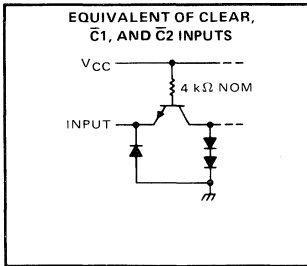 EQUIVALENT OF CLEAR,
C̅1, AND C̅2 INPUTS
VCC
4 kΩ NOM
INPUT